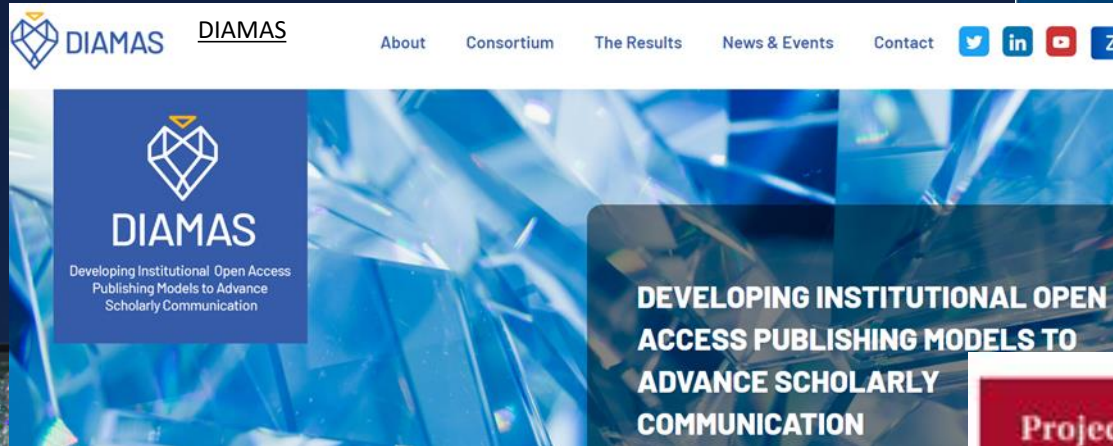 DIAMAS
DIAMAS
About Consortium The Results News & Events Contact
DIAMAS
Developing Institutional Open Access
Publishing Models to Advance
Scholarly Communication
DEVELOPING INSTITUTIONAL OPEN
ACCESS PUBLISHING MODELS TO
ADVANCE SCHOLARLY
COMMUNICATION